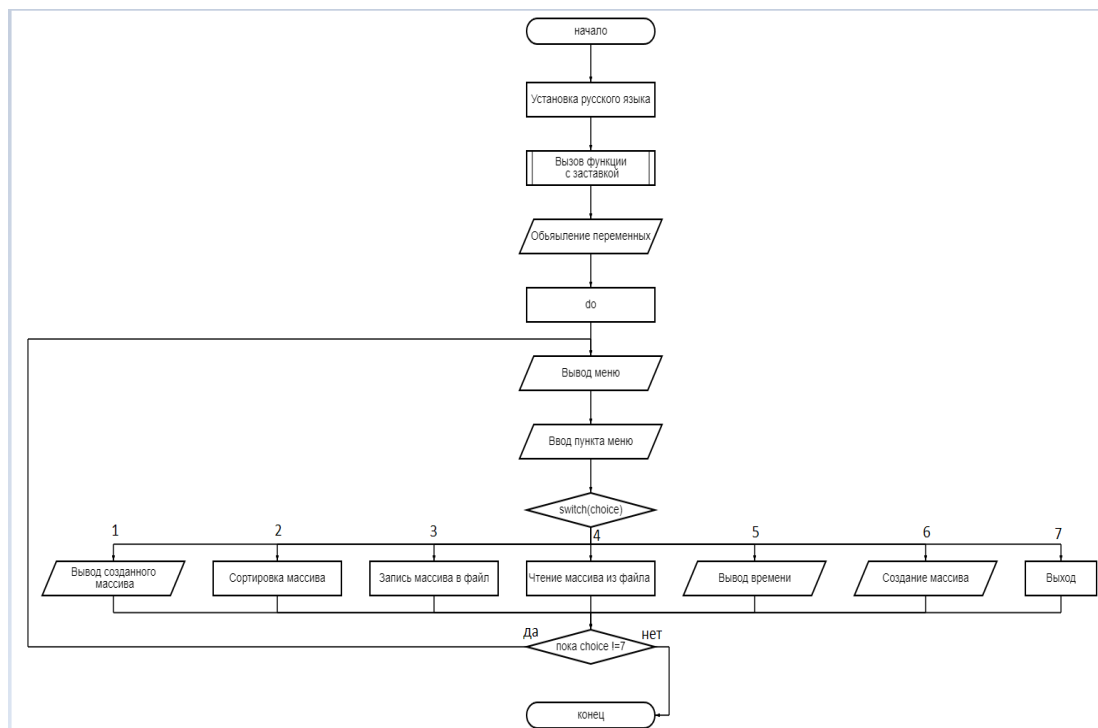 начало
Установка русского языка
Вызов функции
с заставкой
Обьяыление переменных
do
Вывод меню
Ввод пункта меню
switch(choice)
1
2
3
4
5
6
7
Вывод созданного
массива
Сортировка массива
Запись массива в файл
Чтение массива из файла
Вывод времени
Создание массива
Выход
да
нет
пока choice !=7
конец